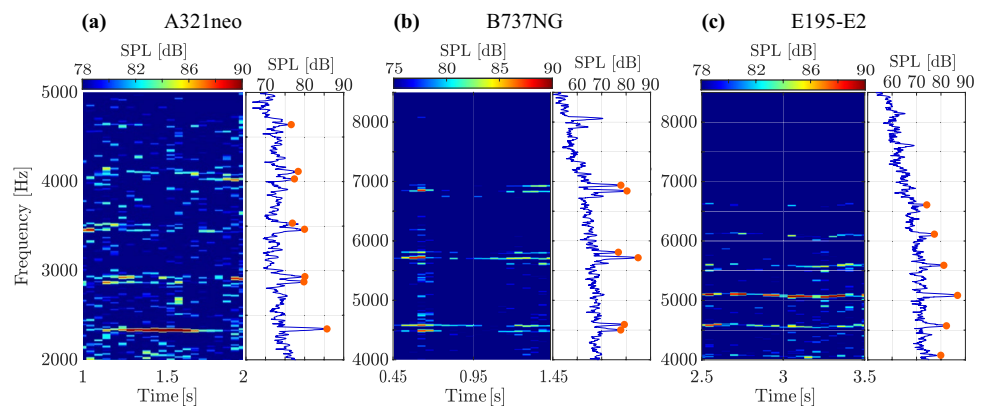 (a) A321neo (b) B737NG (c) E195-E2
SPL [dB] SPL [dB] SPL [dB] SPL [dB] SPL [dB] SPL [dB]
78 82 86 90 70 80 90 75 80 85 90 60 70 80 90 78 82 86 90 60 70 80 90
Frequency [Hz]
5000
4000
3000
2000
8000
7000
6000
5000
4000
8000
7000
6000
5000
4000
1 1.5 2 0.45 0.95 1.45 2.5 3 3.5
Time [s] Time [s] Time [s]